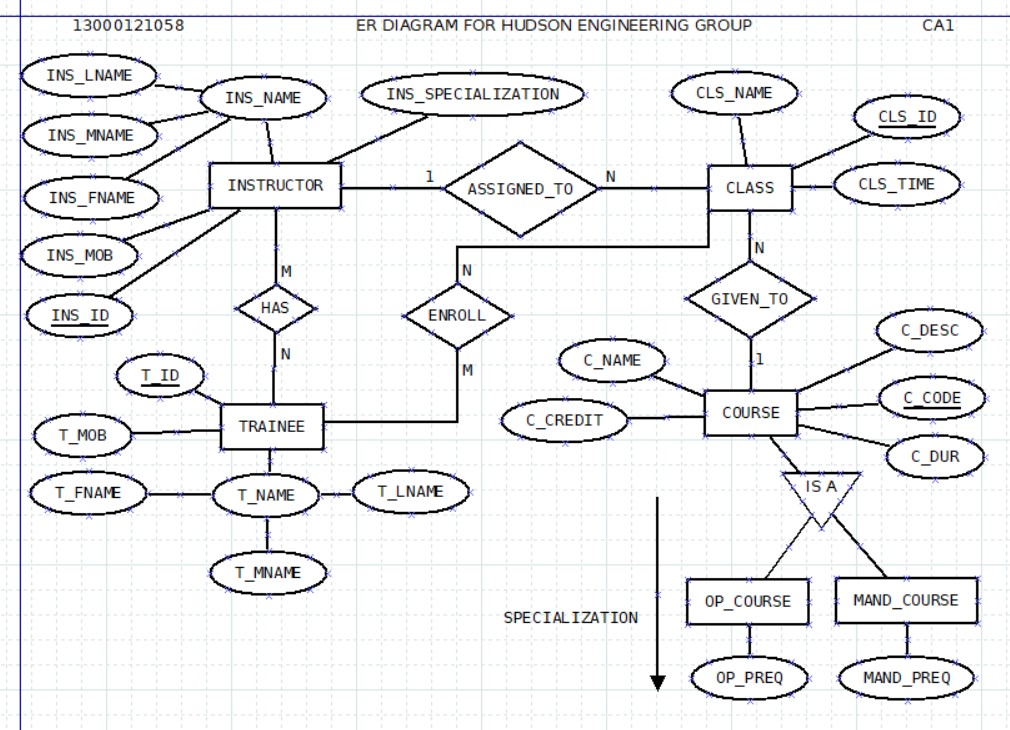 13000121058 ER DIAGRAM FOR HUDSON ENGINEERING GROUP CA1
INS_LNAME
INS_NAME
INS_SPECIALIZATION
CLS_NAME
INS_MNAME
CLS_ID
INS_FNAME
INSTRUCTOR
1
ASSIGNED_TO
N
CLASS
CLS_TIME
INS_MOB
M
N
N
INS_ID
HAS
ENROLL
GIVEN_TO
C_DESC
N
M
1
C_NAME
T_ID
C_CODE
T_MOB
TRAINEE
C_CREDIT
COURSE
C_DUR
T_FNAME
T_NAME
T_LNAME
IS A
T_MNAME
SPECIALIZATION
OP_COURSE
MAND_COURSE
OP_PREQ
MAND_PREQ